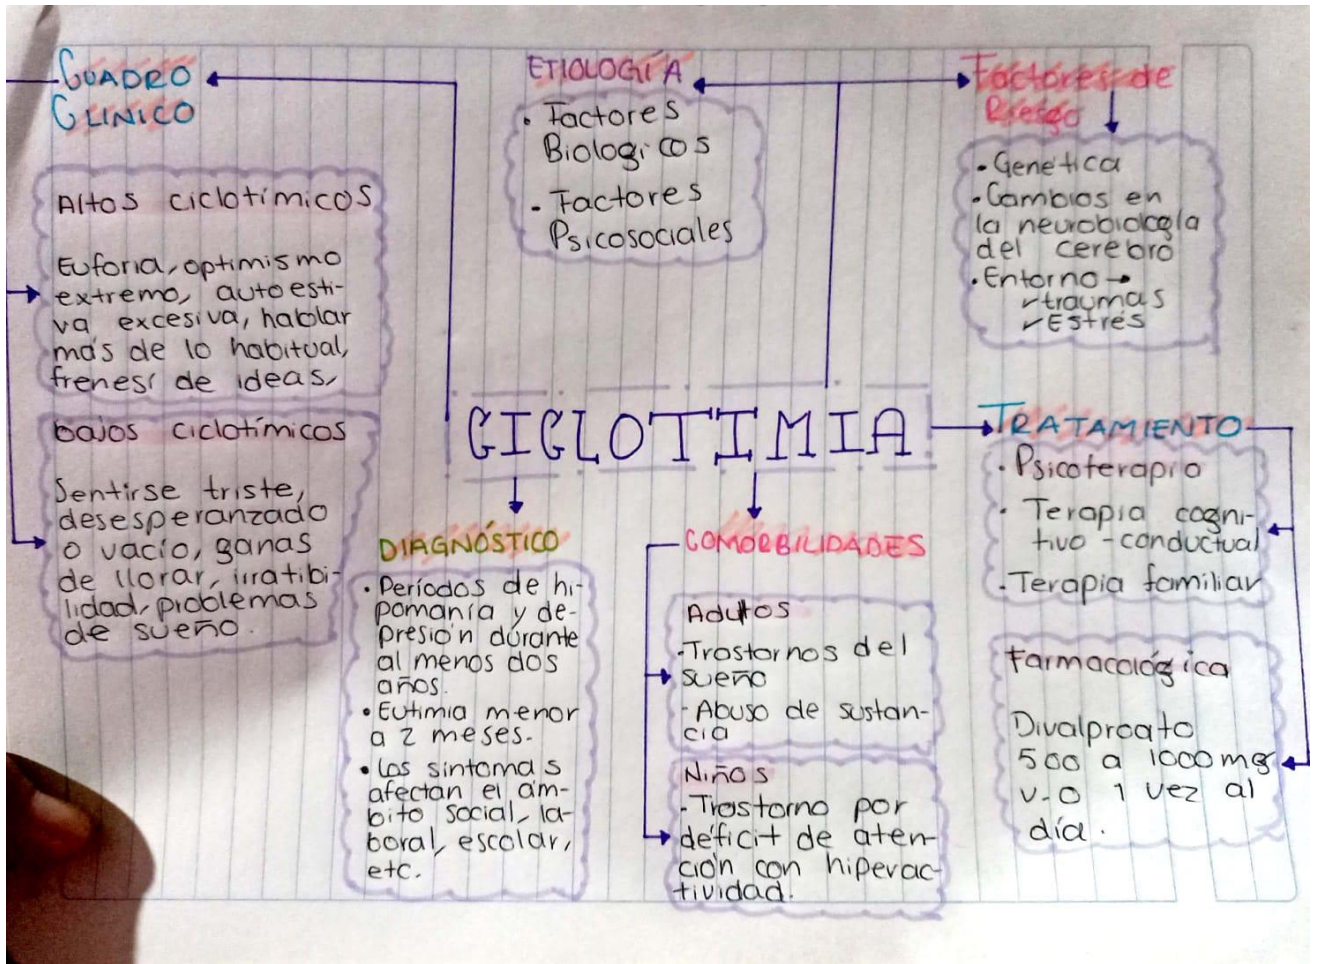 CUADRO
CLINICO
Altos ciclotímicos
Euforia, optimismo
extremo, autoesti-
va excesiva, hablar
más de lo habitual,
frenesí de ideas,
bajos ciclotímicos
Sentirse triste,
desesperanzado
o vacío, ganas
de llorar, irratibi-
lidad, problemas
de sueño.
ETIOLOGÍA
• Factores
Biologicos
- Factores
Psicosociales
Factores de
Riesgo
• Genética
• Cambios en
la neurobiología
del cerebro
• Entorno →
✓ traumas
✓ Estrés
CICLOTIMIA
DIAGNÓSTICO
• Períodos de hi-
pomanía y de-
presión durante
al menos dos
años.
• Eutimia menor
a 2 meses.
• Los síntomas
afectan el ám-
bito social, la-
boral, escolar,
etc.
COMORBILIDADES
Adultos
-Trastornos del
sueño
- Abuso de sustan-
cia
Niños
-Trastorno por
déficit de aten-
ción con hiperac-
tividad.
TRATAMIENTO
• Psicoterapia
• Terapia cogni-
tivo-conductual
- Terapia familiar
Farmacológica
Divalproato
500 a 1000 mg
v.o 1 vez al
día.